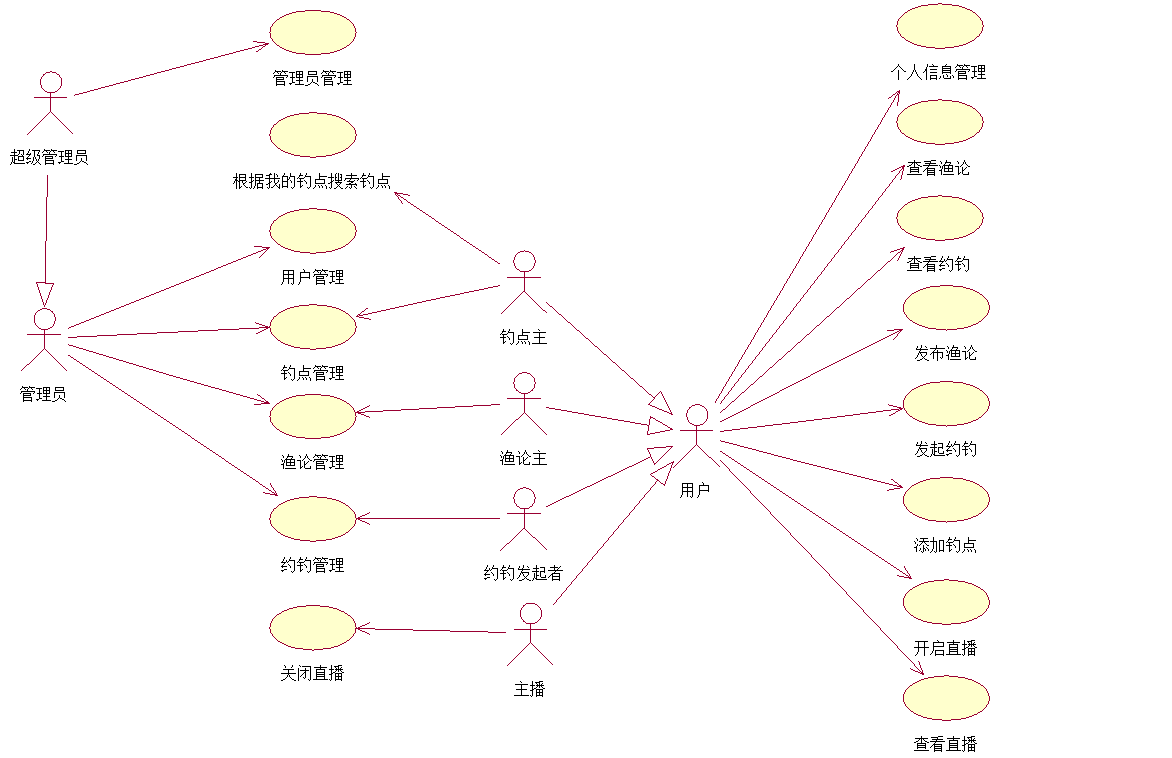 超级管理员
管理员
管理员管理
根据我的钓点搜索钓点
用户管理
钓点管理
渔论管理
约钓管理
关闭直播
钓点主
渔论主
约钓发起者
主播
用户
个人信息管理
查看渔论
查看约钓
发布渔论
发起约钓
添加钓点
开启直播
查看直播